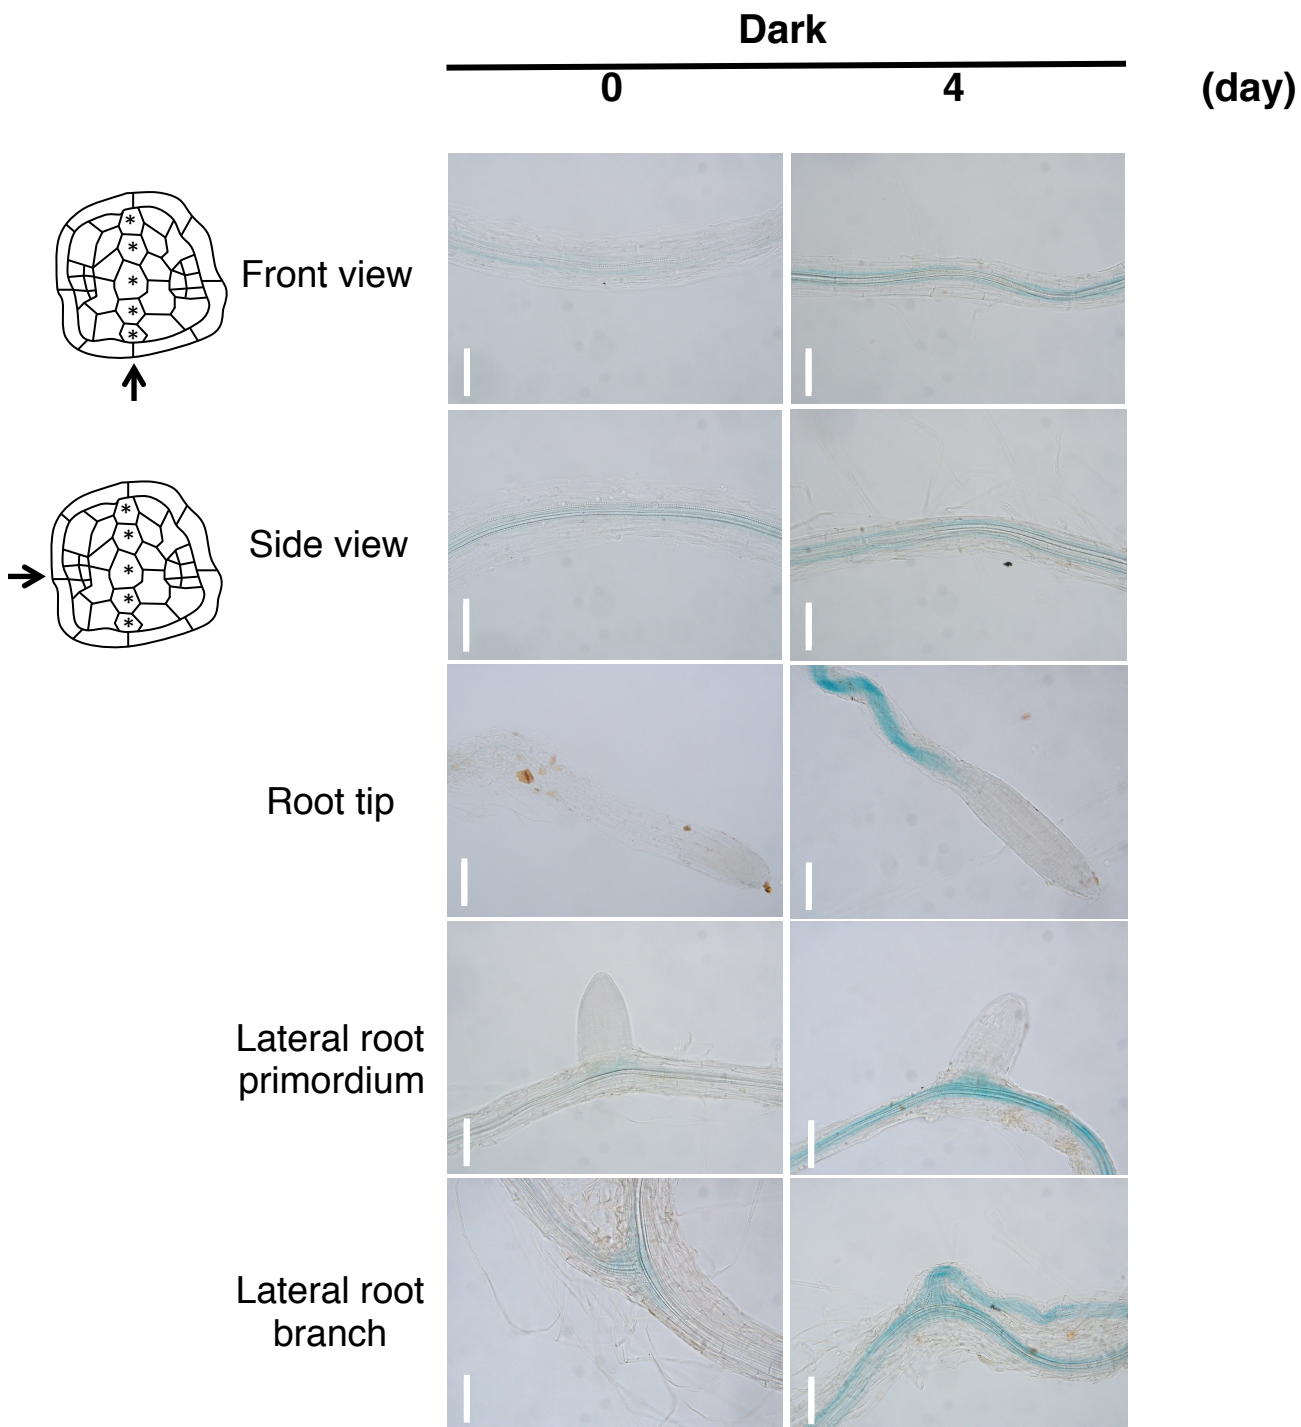 Dark
0 4 (day)
* 
*
*
*
*
Front view
*
*
*
*
*
Side view
Root tip
Lateral root
primordium
Lateral root
branch